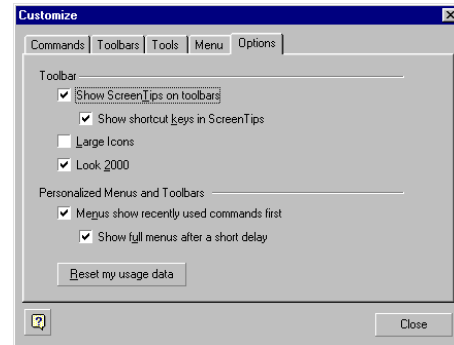 Customize
Commands Toolbars Tools Menu Options
Toolbar
Show ScreenTips on toolbars
Show shortcut keys in ScreenTips
Large Icons
Look 2000
Personalized Menus and Toolbars
Menus show recently used commands first
Show full menus after a short delay
Reset my usage data
?
Close